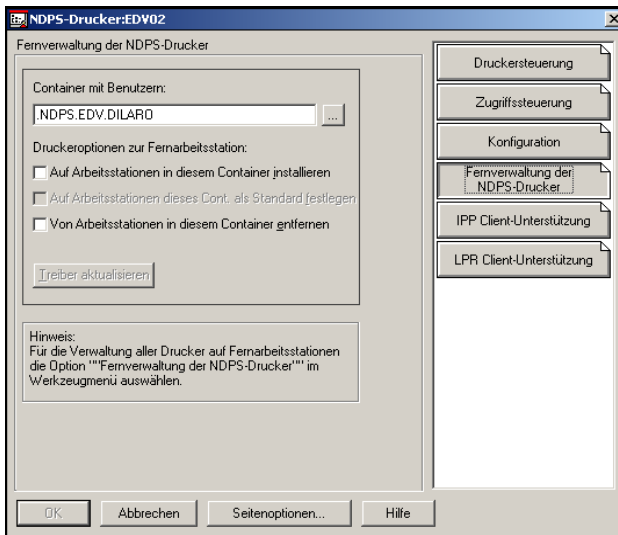 NDPS-Drucker:EDV02
Fernverwaltung der NDPS-Drucker
Container mit Benutzern:
.NDPS.EDV.DILARO
...
Druckeroptionen zur Fernarbeitsstation:
Auf Arbeitsstationen in diesem Container installieren
Auf Arbeitsstationen dieses Cont. als Standard festlegen
Von Arbeitsstationen in diesem Container entfernen
Treiber aktualisieren
Hinweis:
Für die Verwaltung aller Drucker auf Fernarbeitsstationen
die Option ""Fernverwaltung der NDPS-Drucker"" im
Werkzeugmenü auswählen.
Druckersteuerung
Zugriffssteuerung
Konfiguration
Fernverwaltung der
NDPS-Drucker
IPP Client-Unterstützung
LPR Client-Unterstützung
OK
Abbrechen
Seitenoptionen...
Hilfe